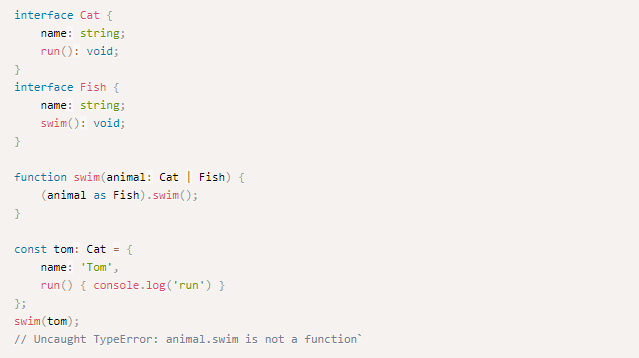 interface Cat {
    name: string;
    run(): void;
}
interface Fish {
    name: string;
    swim(): void;
}

function swim(animal: Cat | Fish) {
    (animal as Fish).swim();
}

const tom: Cat = {
    name: 'Tom',
    run() { console.log('run') }
};
swim(tom);
// Uncaught TypeError: animal.swim is not a function`